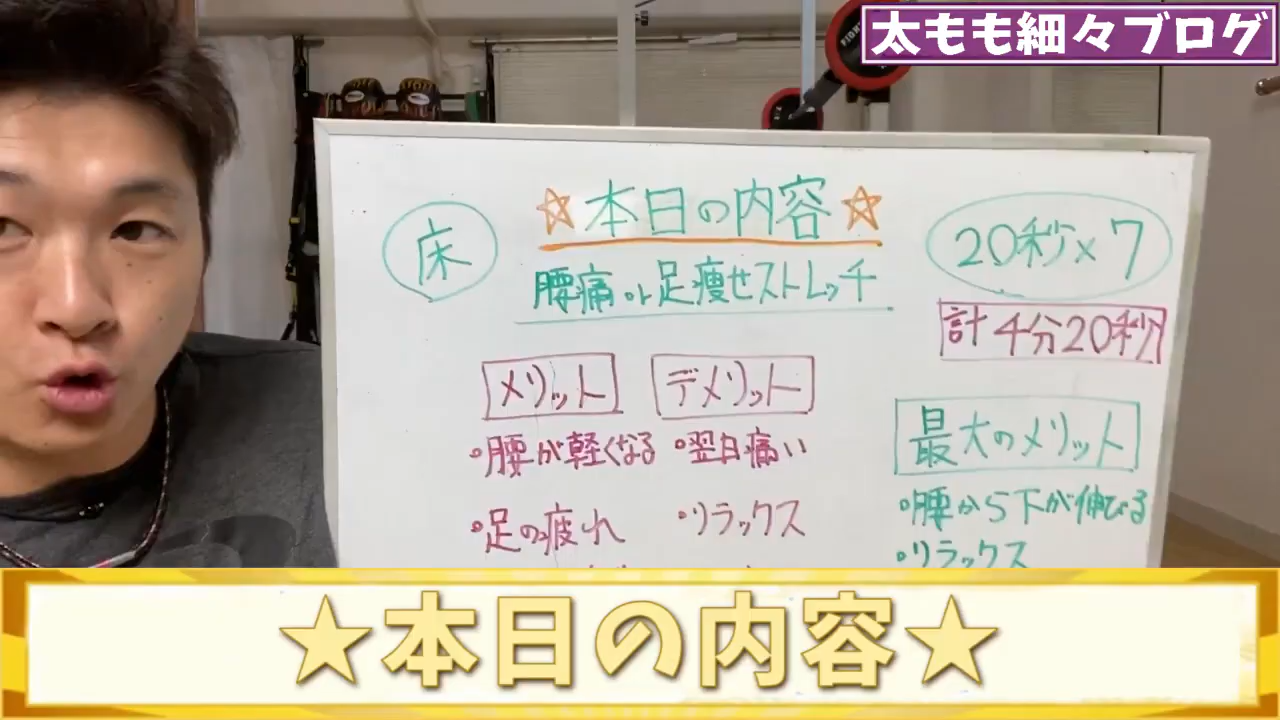 太もも細々ブログ
床
☆本日の内容☆
腰痛or足痩せストレッチ
20秒×7
計4分20秒
メリット
デメリット
・腰が軽くなる
・翌日痛い
・足の疲れ
・リラックス
最大のメリット
・腰から下が伸びる
・リラックス
★本日の内容★